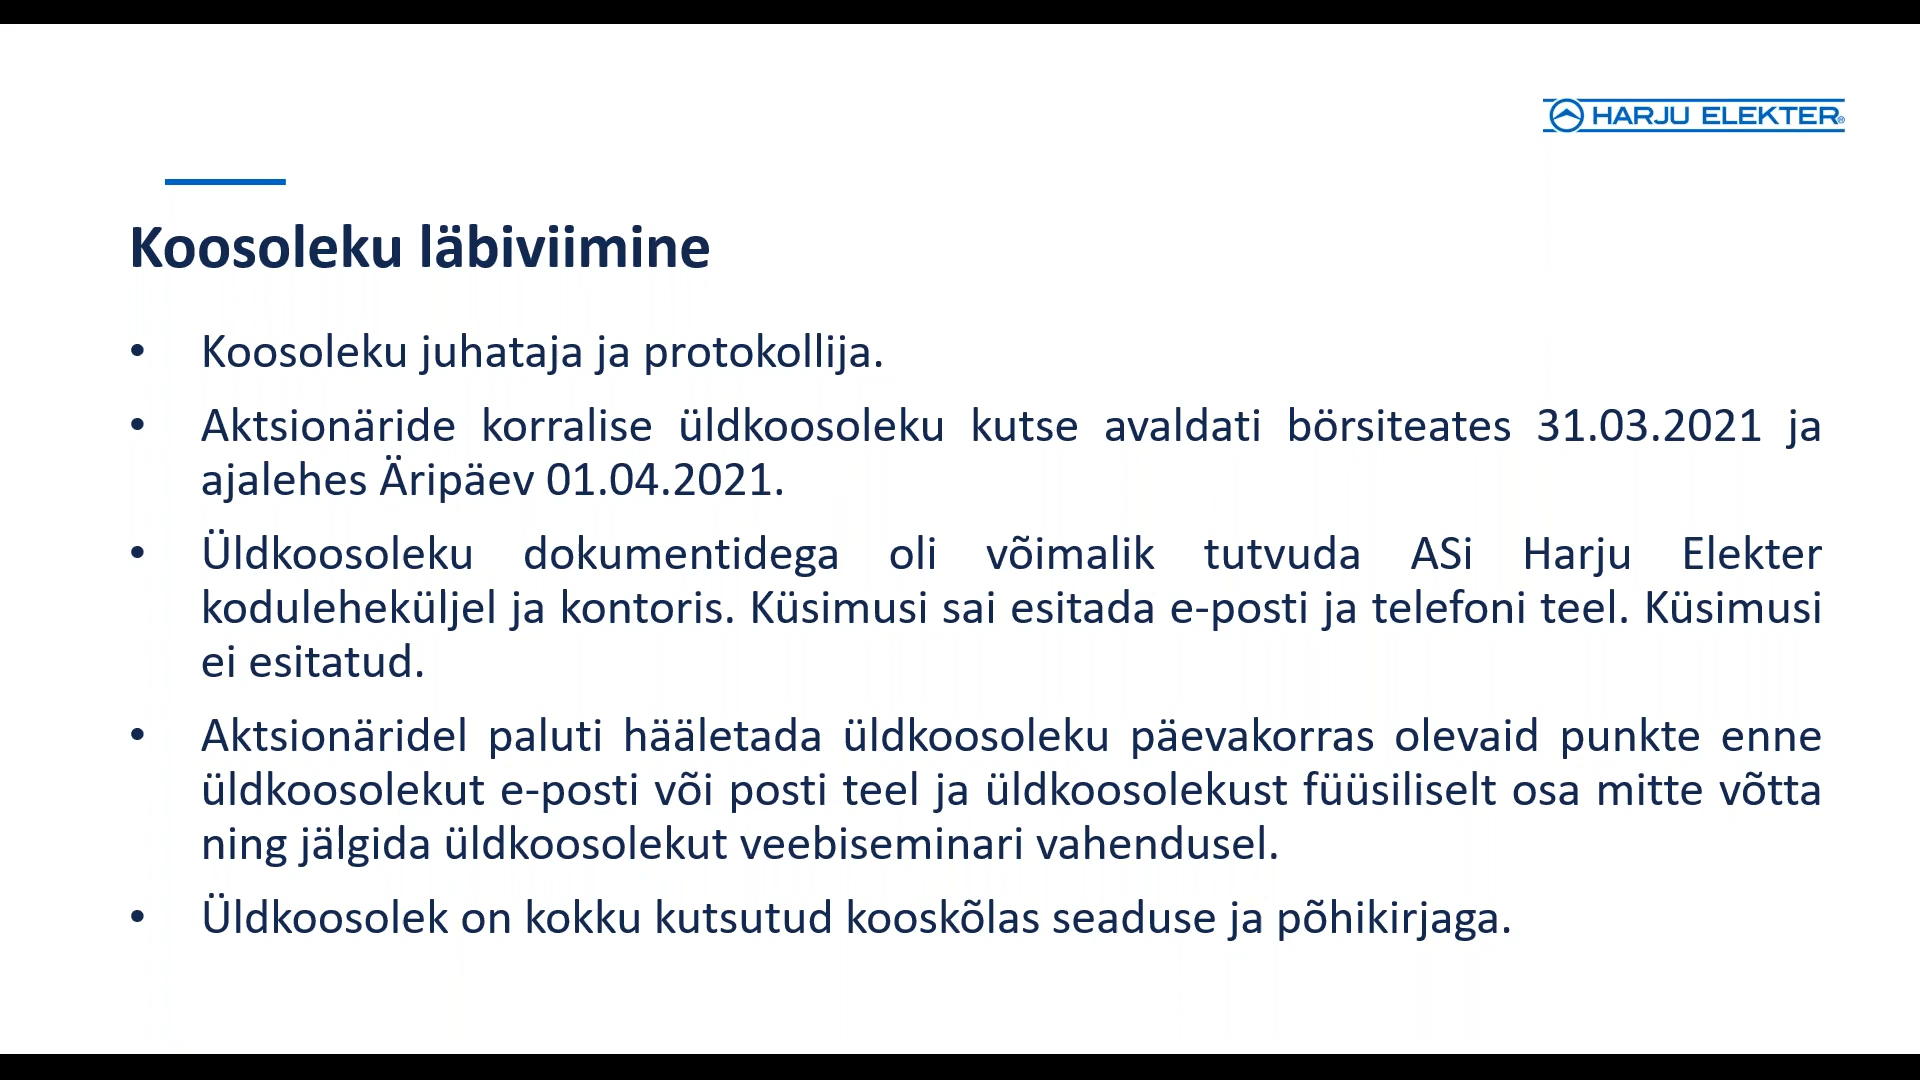 HARJU ELEKTER®
Koosoleku läbiviimine
• Koosoleku juhataja ja protokollija.
• Aktsionäride korralise üldkoosoleku kutse avaldati börsiteates 31.03.2021 ja
ajalehes Äripäev 01.04.2021.
• Üldkoosoleku dokumentidega oli võimalik tutvuda ASi Harju Elekter
koduleheküljel ja kontoris. Küsimusi sai esitada e-posti ja telefoni teel. Küsimusi
ei esitatud.
• Aktsionäridel paluti hääletada üldkoosoleku päevakorras olevaid punkte enne
üldkoosolekut e-posti või posti teel ja üldkoosolekust füüsiliselt osa mitte võtta
ning jälgida üldkoosolekut veebiseminari vahendusel.
• Üldkoosolek on kokku kutsutud kooskõlas seaduse ja põhikirjaga.